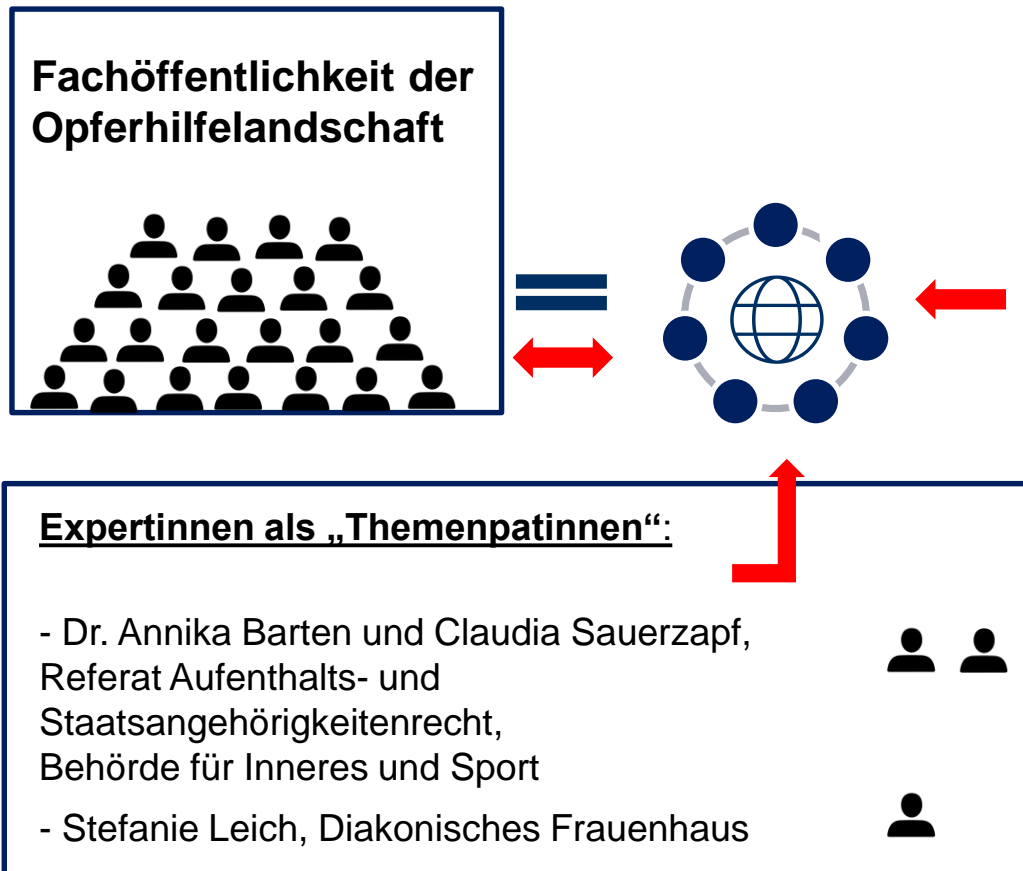 Fachöffentlichkeit der
Opferhilfelandschaft
Expertinnen als „Themenpatinnen“:
- Dr. Annika Barten und Claudia Sauerzapf,
Referat Aufenthalts- und
Staatsangehörigkeitenrecht,
Behörde für Inneres und Sport
- Stefanie Leich, Diakonisches Frauenhaus